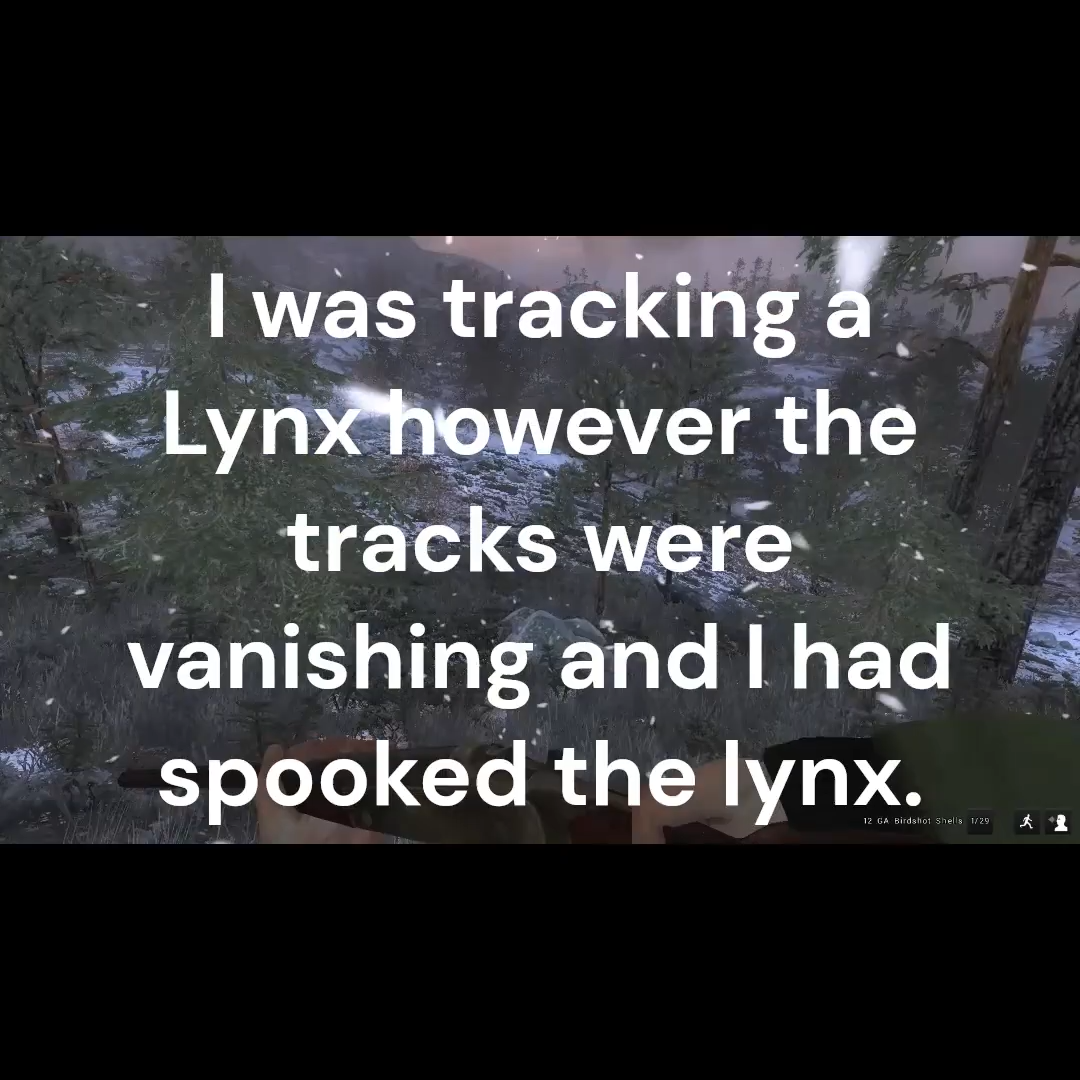 I was tracking a
Lynx however the
tracks were
vanishing and I had
spooked the lynx.
12 GA Birdshot Shells 1/29